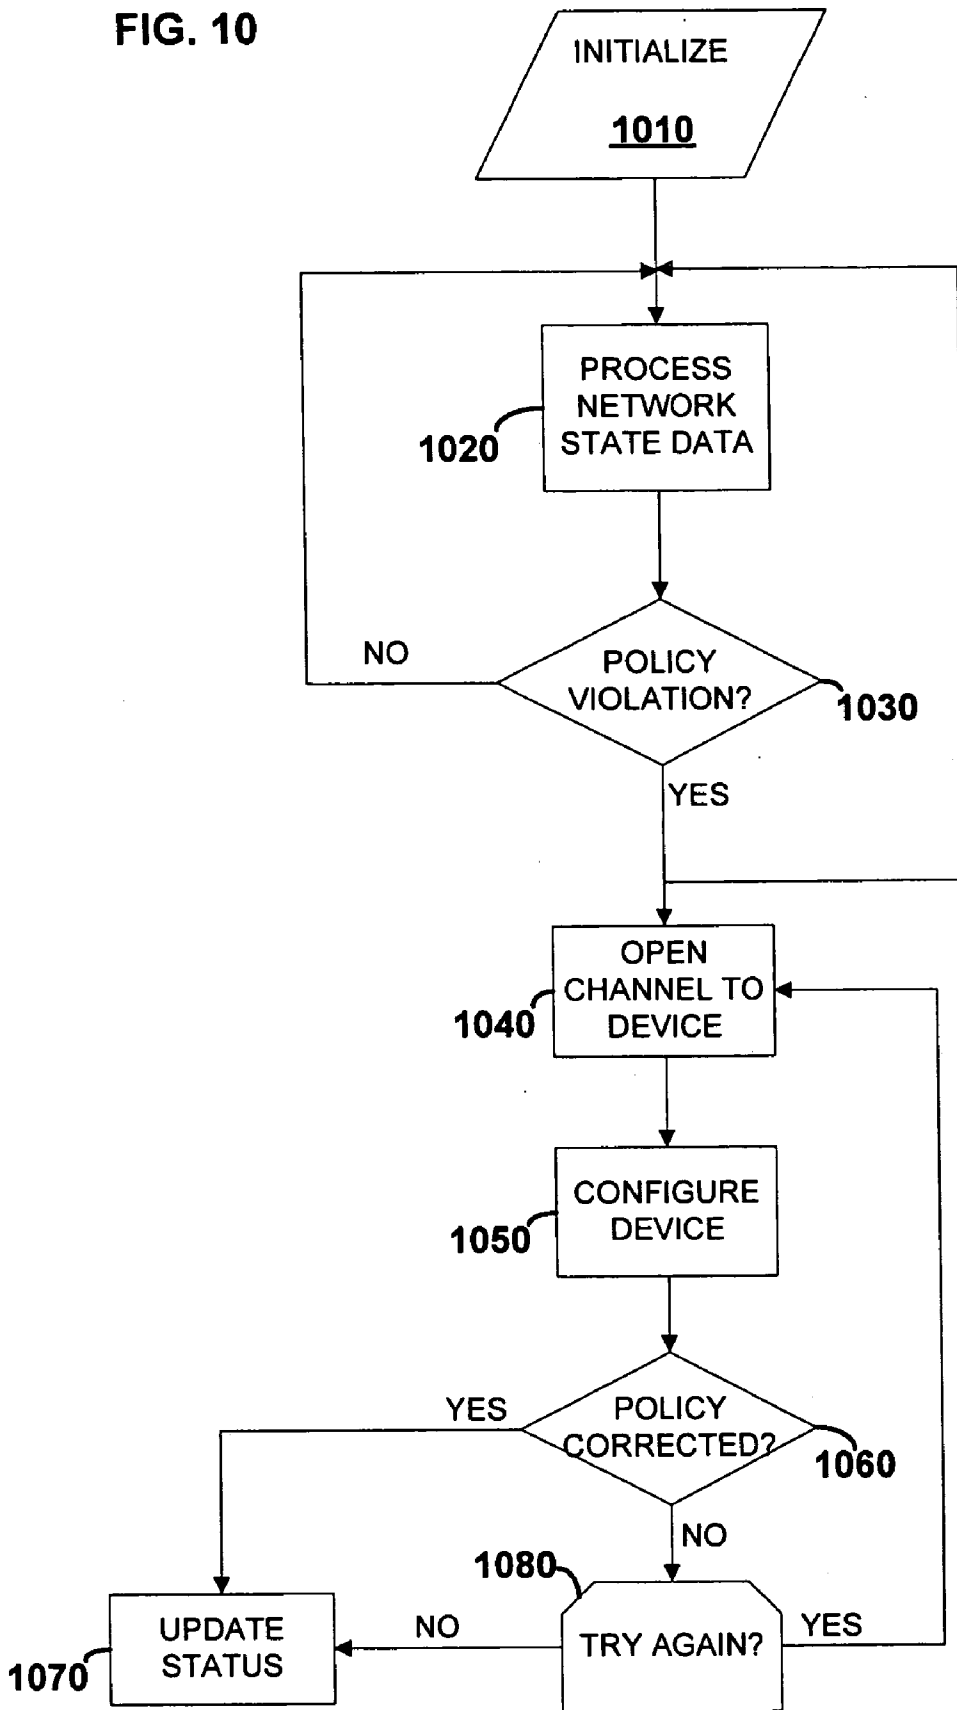 FIG. 10
INITIALIZE
1010
PROCESS
NETWORK
STATE DATA
1020
POLICY
VIOLATION?
NO
1030
YES
OPEN
CHANNEL TO
DEVICE
1040
CONFIGURE
DEVICE
1050
POLICY
CORRECTED?
YES
1060
NO
1080
TRY AGAIN?
YES
NO
UPDATE
STATUS
1070